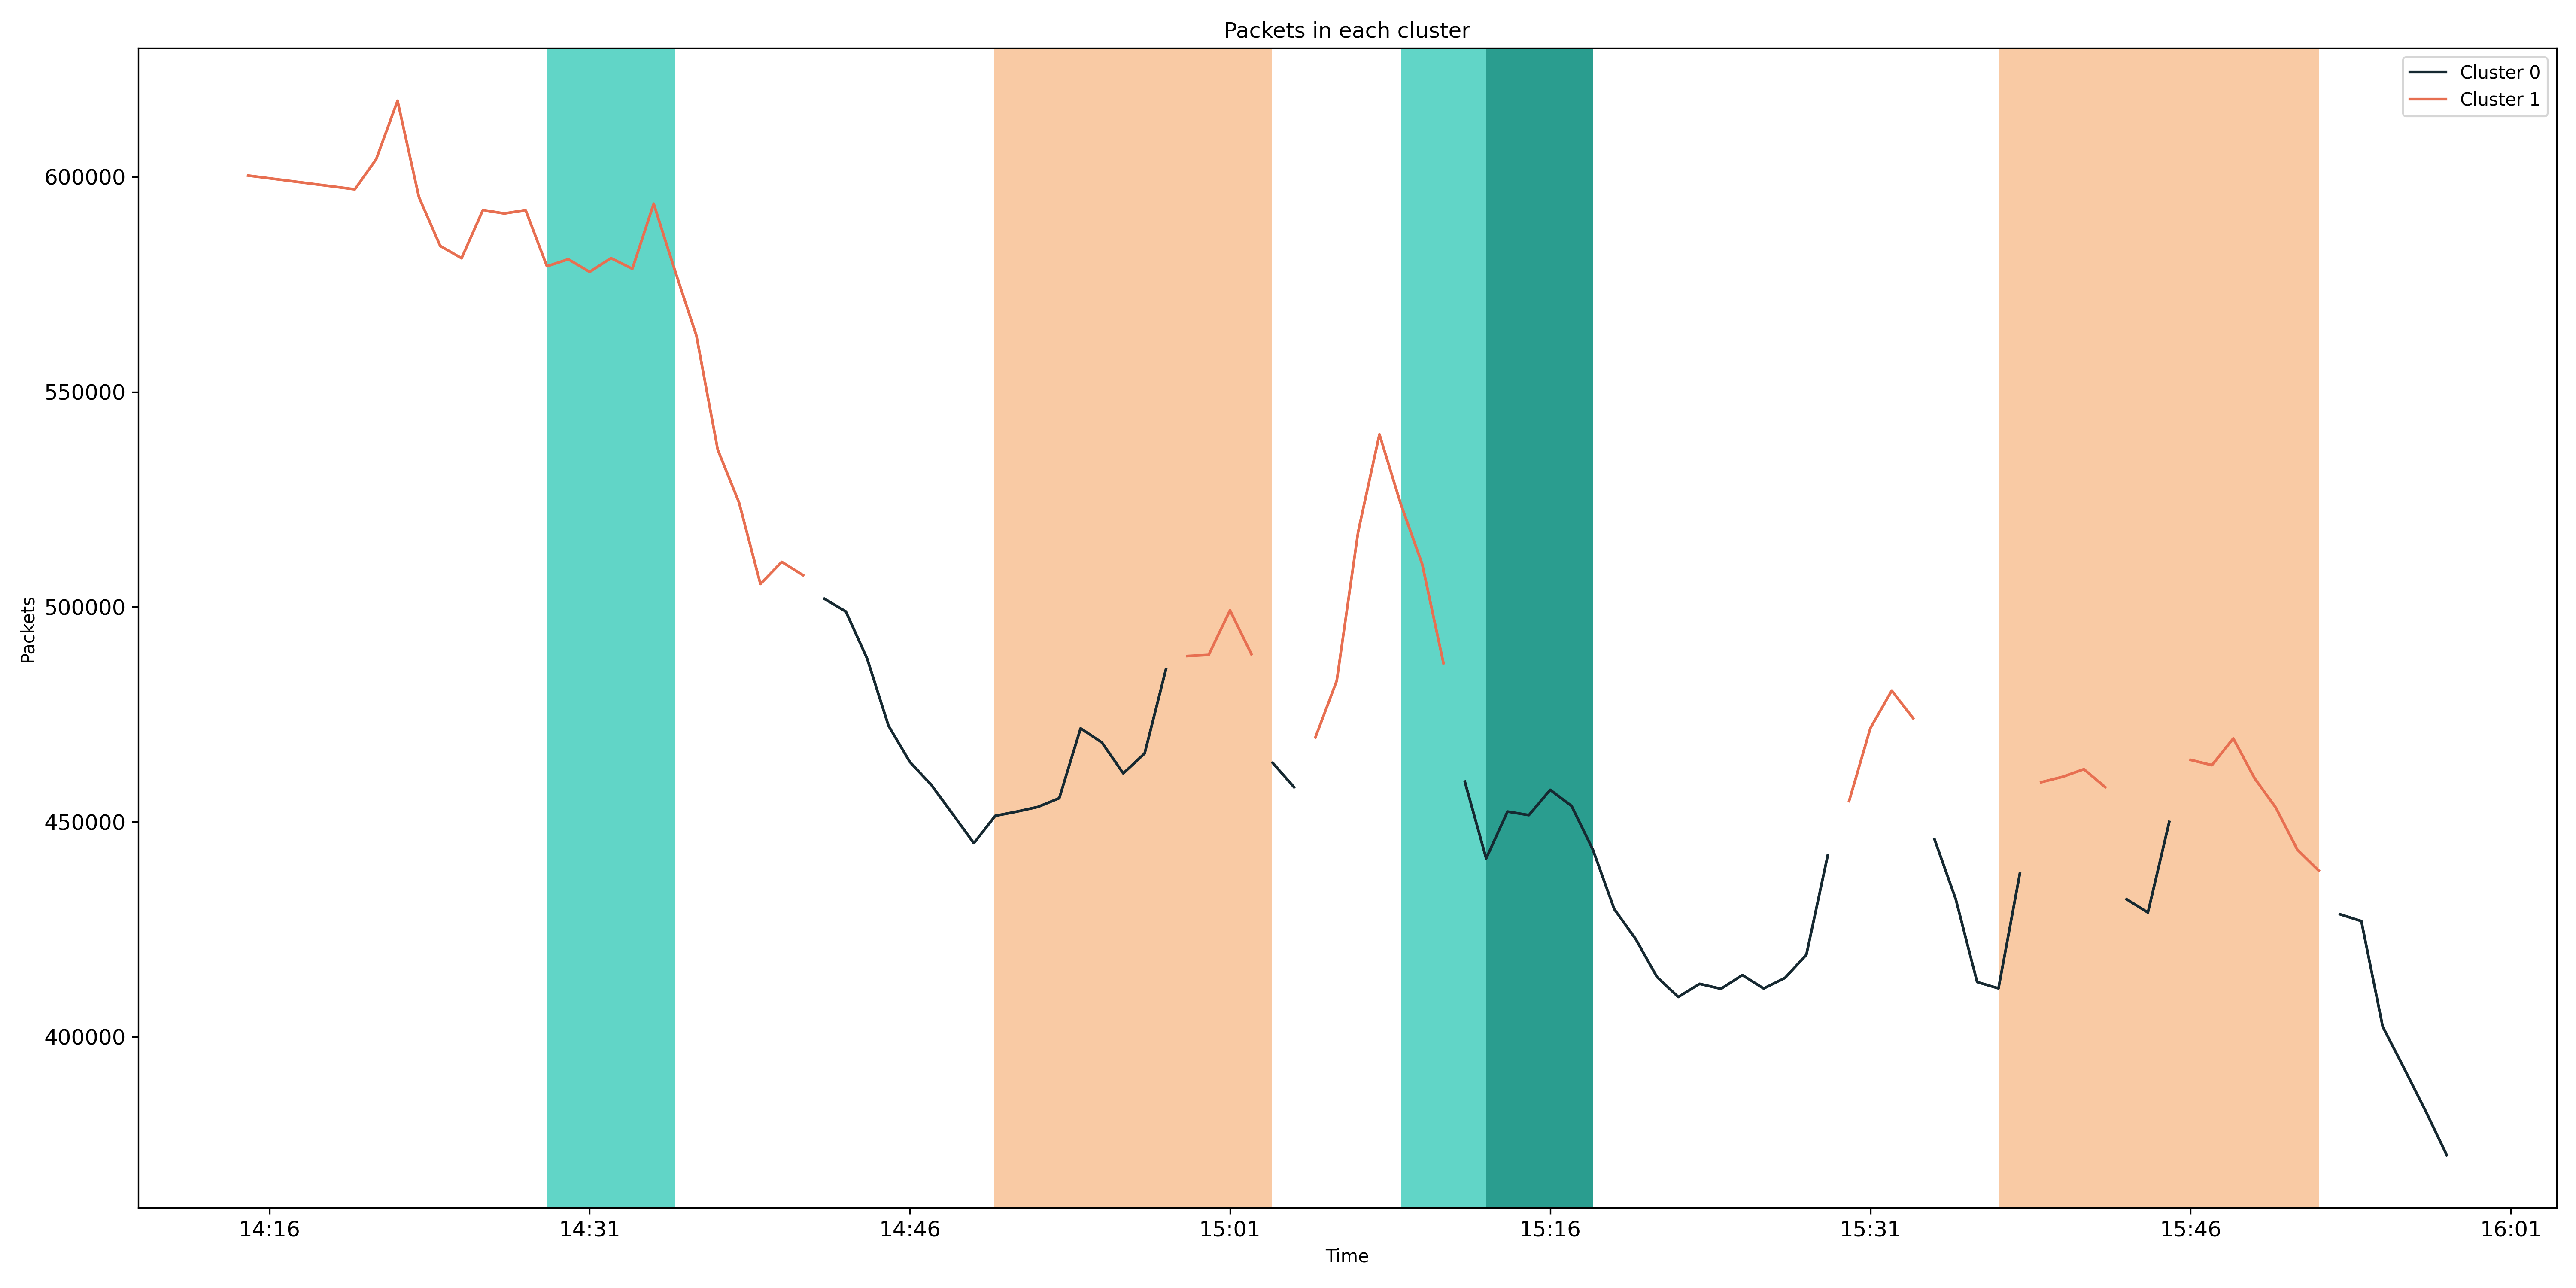 Packets in each cluster
Cluster 0
Cluster 1
600000
550000
500000
450000
400000
Packets
14:16 14:31 14:46 15:01 15:16 15:31 15:46 16:01
Time